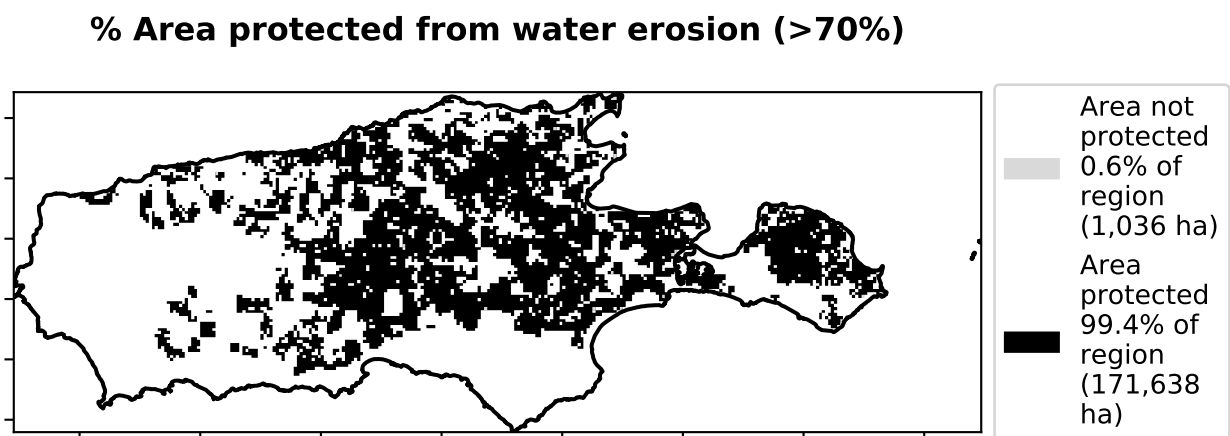 % Area protected from water erosion (>70%)
Area not
protected
0.6% of
region
(1,036 ha)
Area
protected
99.4% of
region
(171,638
ha)